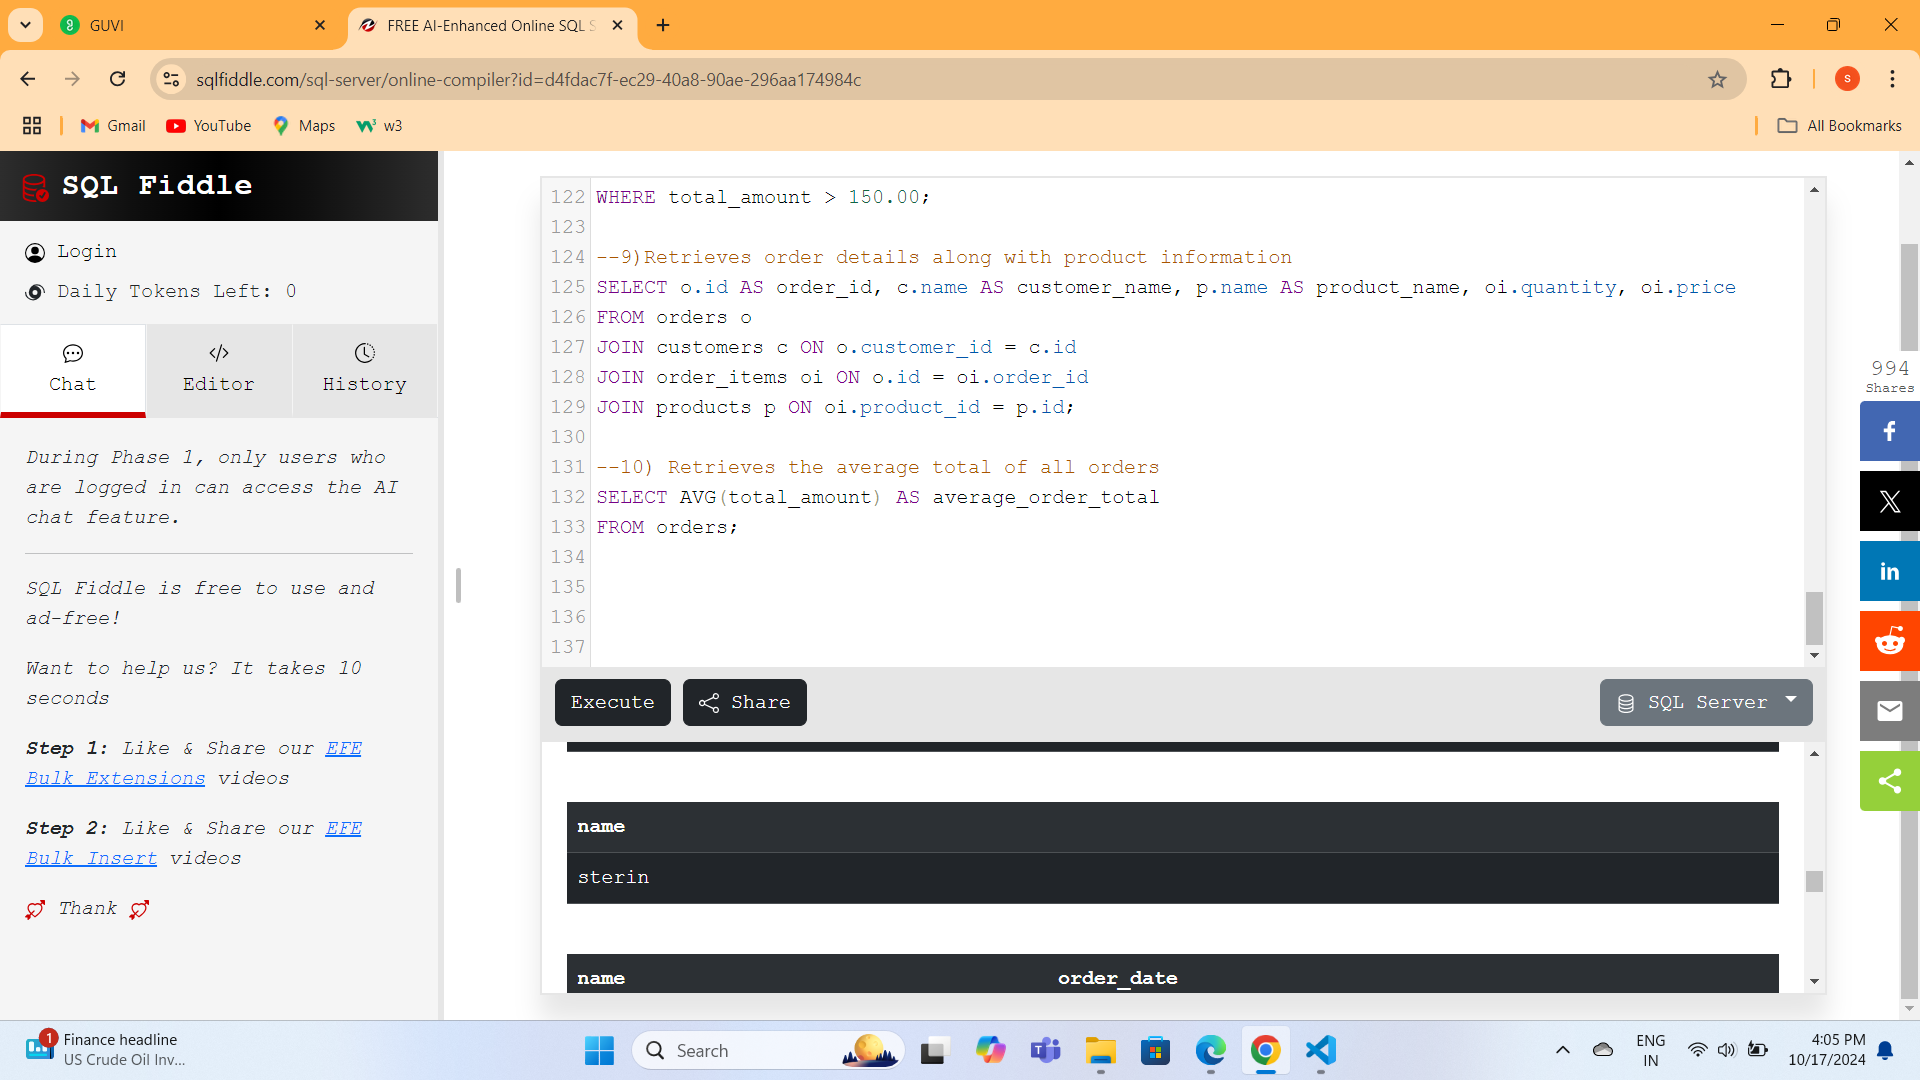 GUVI
FREE AI-Enhanced Online SQL S
sqlfiddle.com/sql-server/online-compiler?id=d4fdac7f-ec29-40a8-90ae-296aa174984c
S
Gmail
YouTube
Maps
w3
All Bookmarks
SQL Fiddle
Login
Daily Tokens Left: 0
Chat
Editor
History
During Phase 1, only users who
are logged in can access the AI
chat feature.
SQL Fiddle is free to use and
ad-free!
Want to help us? It takes 10
seconds
Step 1: Like & Share our EFE
Bulk Extensions videos
Step 2: Like & Share our EFE
Bulk Insert videos
Thank
122 WHERE total_amount > 150.00;
123
124 --9)Retrieves order details along with product information
125 SELECT o.id AS order_id, c.name AS customer_name, p.name AS product_name, oi.quantity, oi.price
126 FROM orders o
127 JOIN customers c ON o.customer_id = c.id
128 JOIN order_items oi ON o.id = oi.order_id
129 JOIN products p ON oi.product_id = p.id;
130
131 --10) Retrieves the average total of all orders
132 SELECT AVG(total_amount) AS average_order_total
133 FROM orders;
134
135
136
137
Execute
Share
SQL Server
name
sterin
name order_date
994
Shares
f
X
in
1
Finance headline
US Crude Oil Inv...
Search
ENG
IN
4:05 PM
10/17/2024